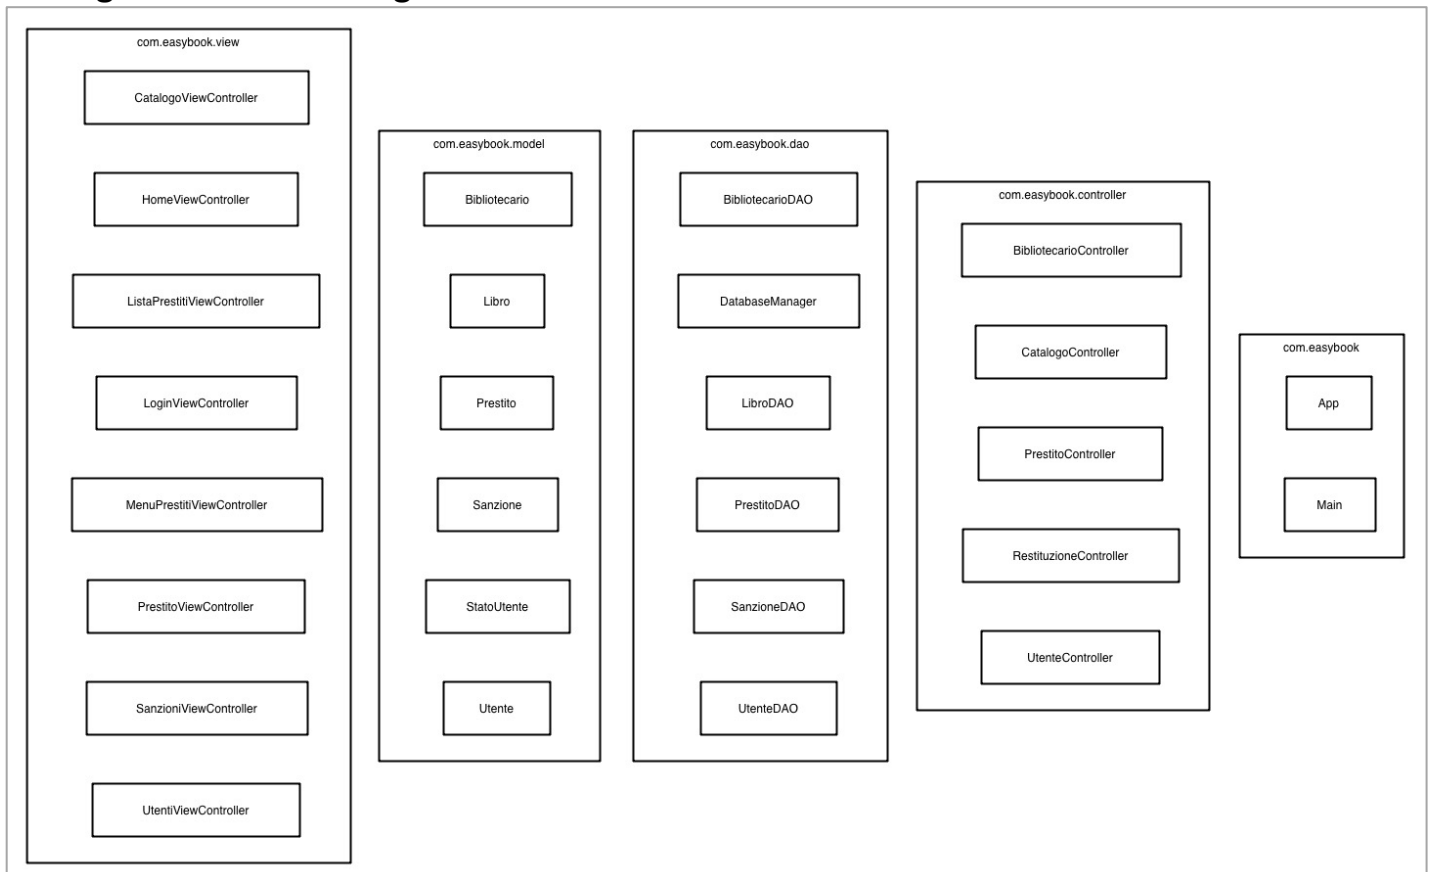 com.easybook.view
CatalogoViewController
HomeViewController
ListaPrestitiViewController
LoginViewController
MenuPrestitiViewController
PrestitoViewController
SanzioniViewController
UtentiViewController
com.easybook.model
Bibliotecario
Libro
Prestito
Sanzione
StatoUtente
Utente
com.easybook.dao
BibliotecarioDAO
DatabaseManager
LibroDAO
PrestitoDAO
SanzioneDAO
UtenteDAO
com.easybook.controller
BibliotecarioController
CatalogoController
PrestitoController
RestituzioneController
UtenteController
com.easybook
App
Main